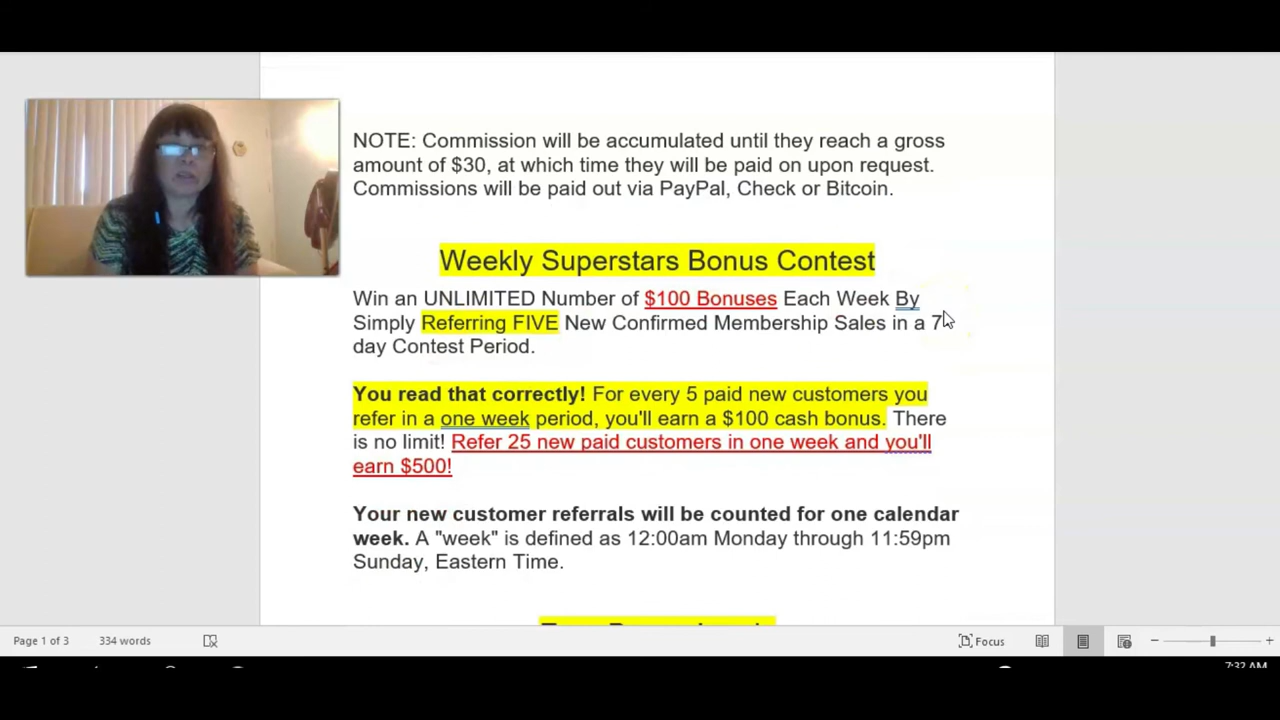 NOTE: Commission will be accumulated until they reach a gross
amount of $30, at which time they will be paid on upon request.
Commissions will be paid out via PayPal, Check or Bitcoin.
Weekly Superstars Bonus Contest
Win an UNLIMITED Number of $100 Bonuses Each Week By
Simply Referring FIVE New Confirmed Membership Sales in a 7
day Contest Period.
You read that correctly! For every 5 paid new customers you
refer in a one week period, you'll earn a $100 cash bonus. There
is no limit! Refer 25 new paid customers in one week and you'll
earn $500!
Your new customer referrals will be counted for one calendar
week. A "week" is defined as 12:00am Monday through 11:59pm
Sunday, Eastern Time.
Page 1 of 3 334 words Focus
7:32 AM